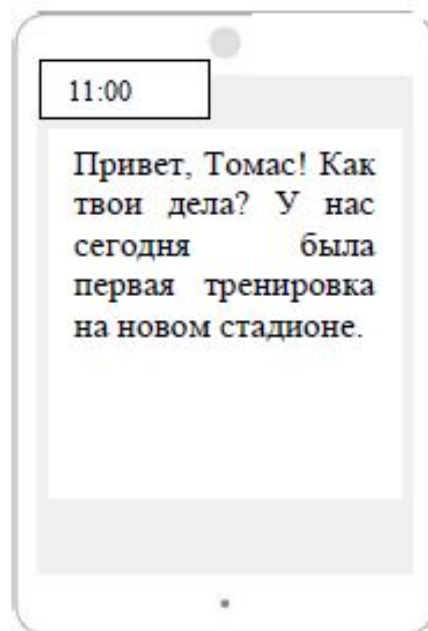 11:00
Привет, Томас! Как
твои дела? У нас
сегодня была
первая тренировка
на новом стадионе.